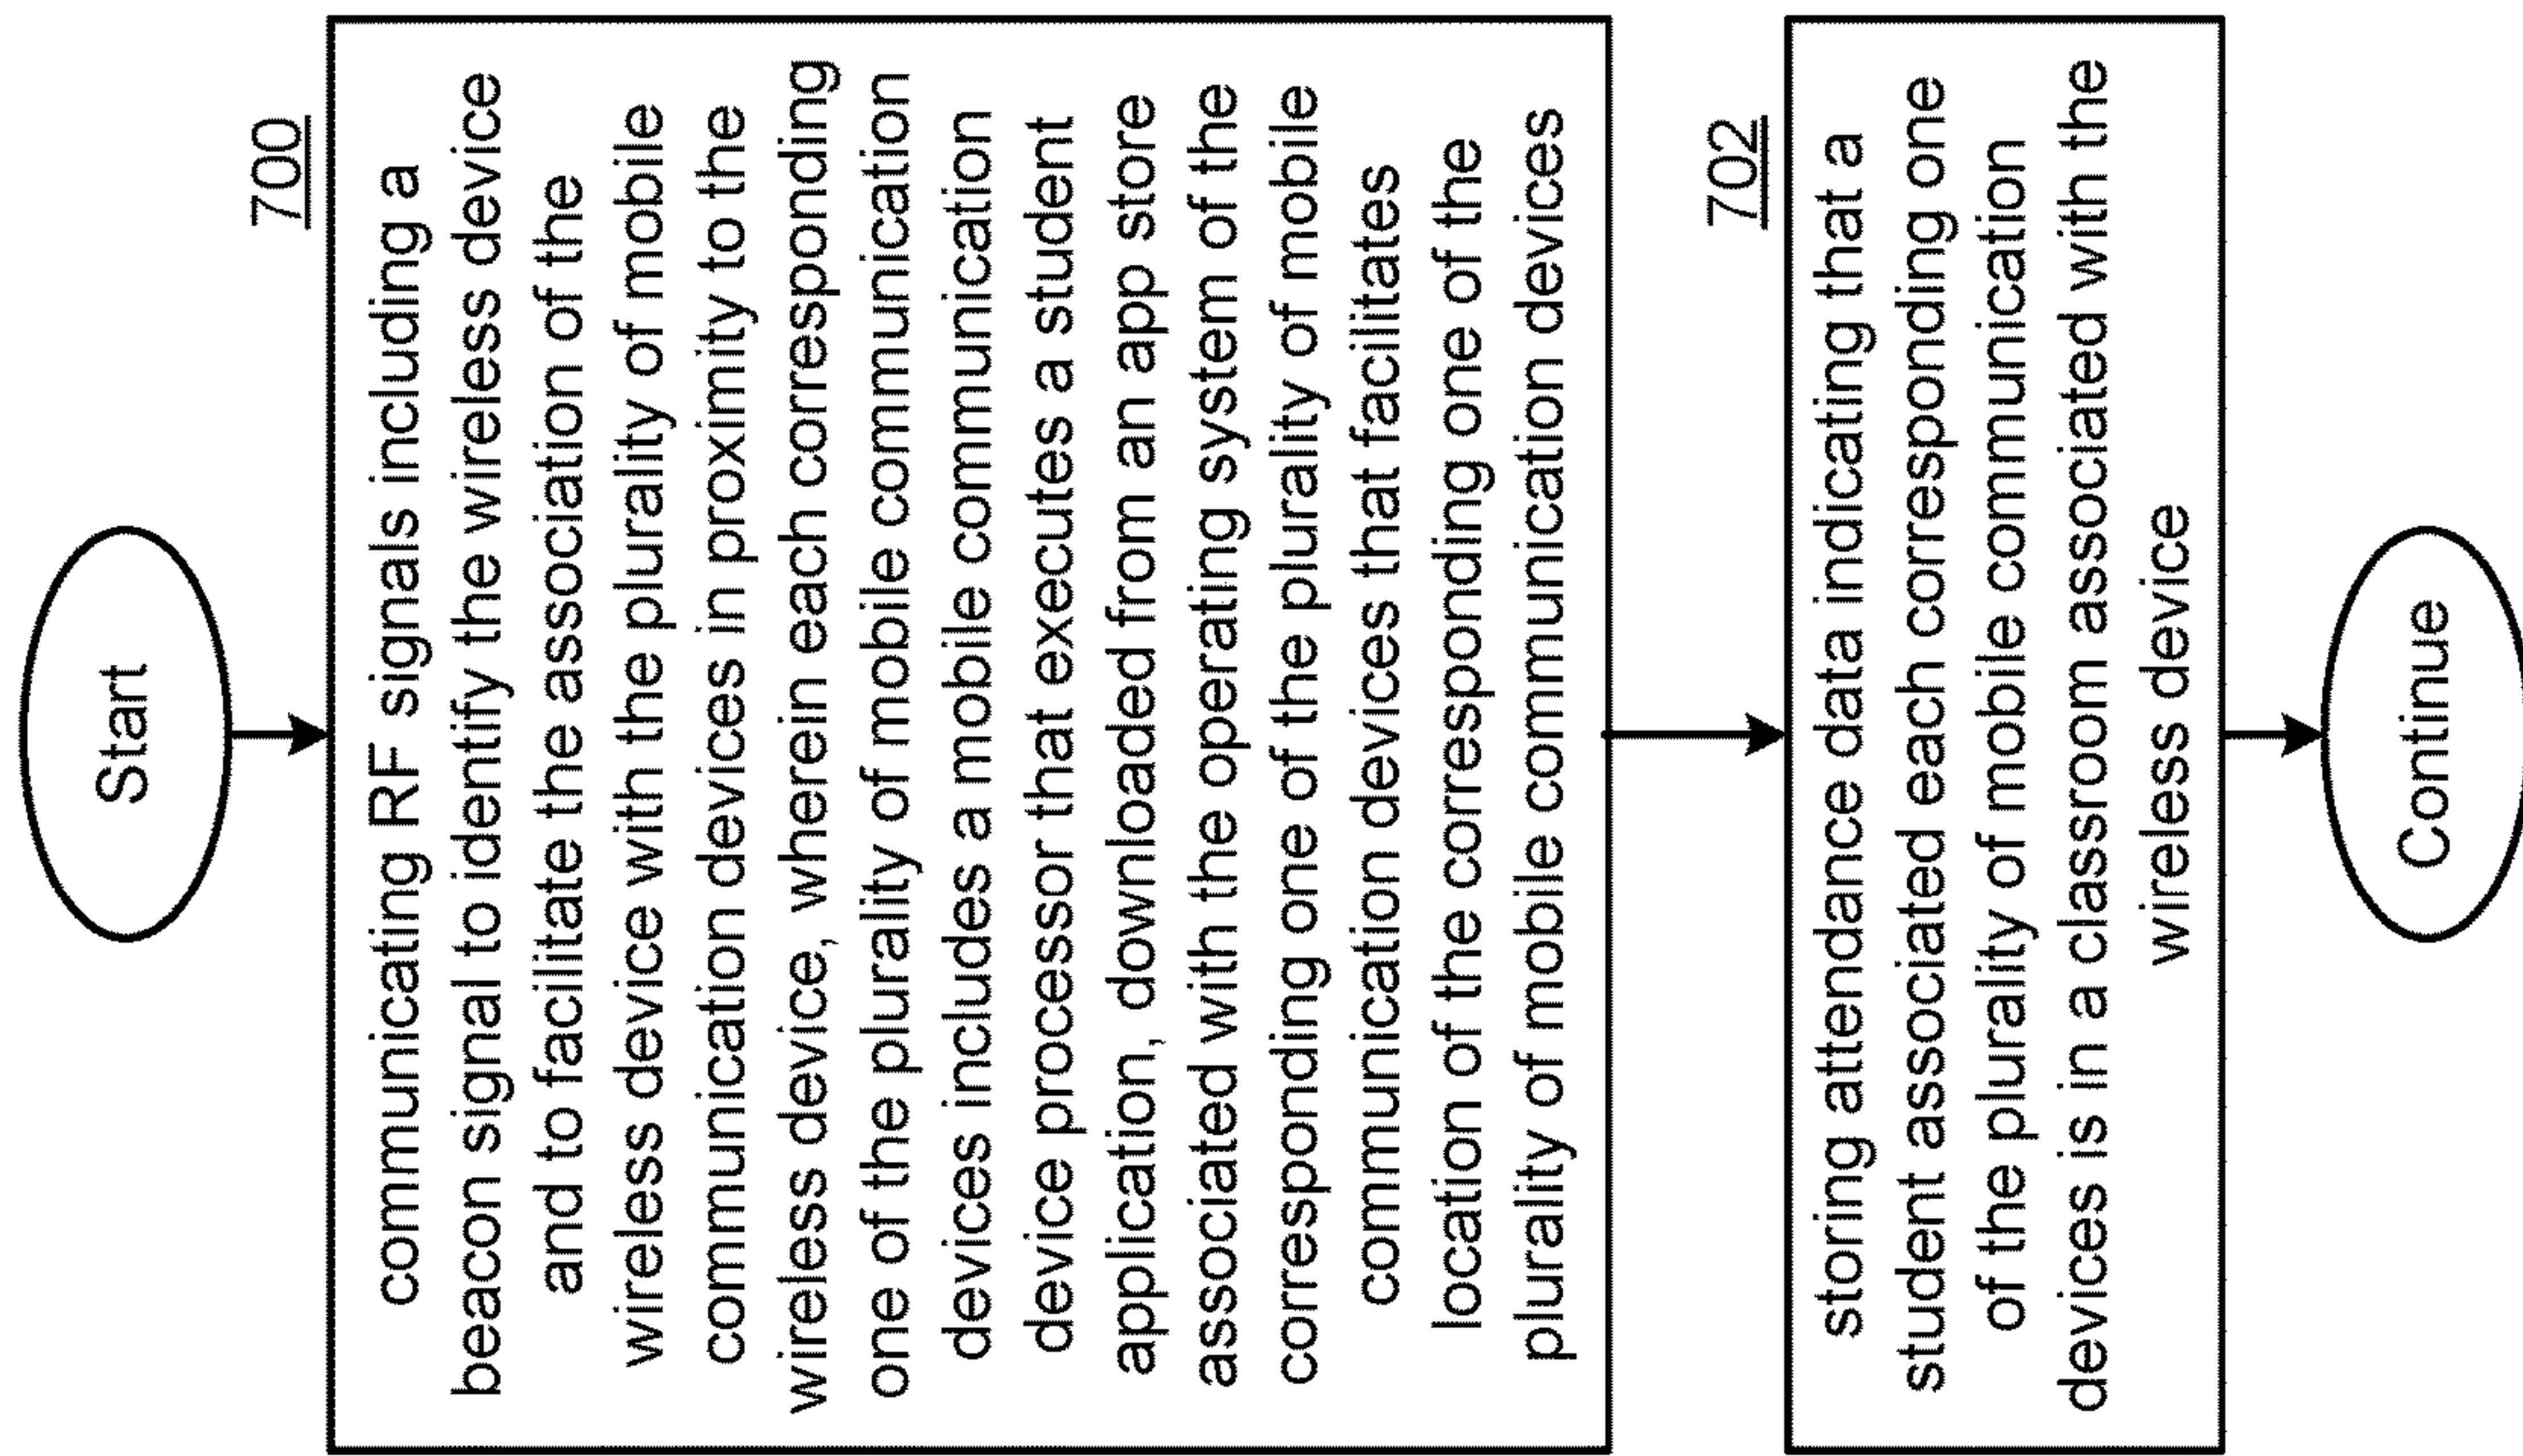 Start
700
communicating RF signals including a
beacon signal to identify the wireless device
and to facilitate the association of the
wireless device with the plurality of mobile
communication devices in proximity to the
wireless device, wherein each corresponding
one of the plurality of mobile communication
devices includes a mobile communication
device processor that executes a student
application, downloaded from an app store
associated with the operating system of the
corresponding one of the plurality of mobile
communication devices that facilitates
location of the corresponding one of the
plurality of mobile communication devices
702
storing attendance data indicating that a
student associated each corresponding one
of the plurality of mobile communication
devices is in a classroom associated with the
wireless device
Continue